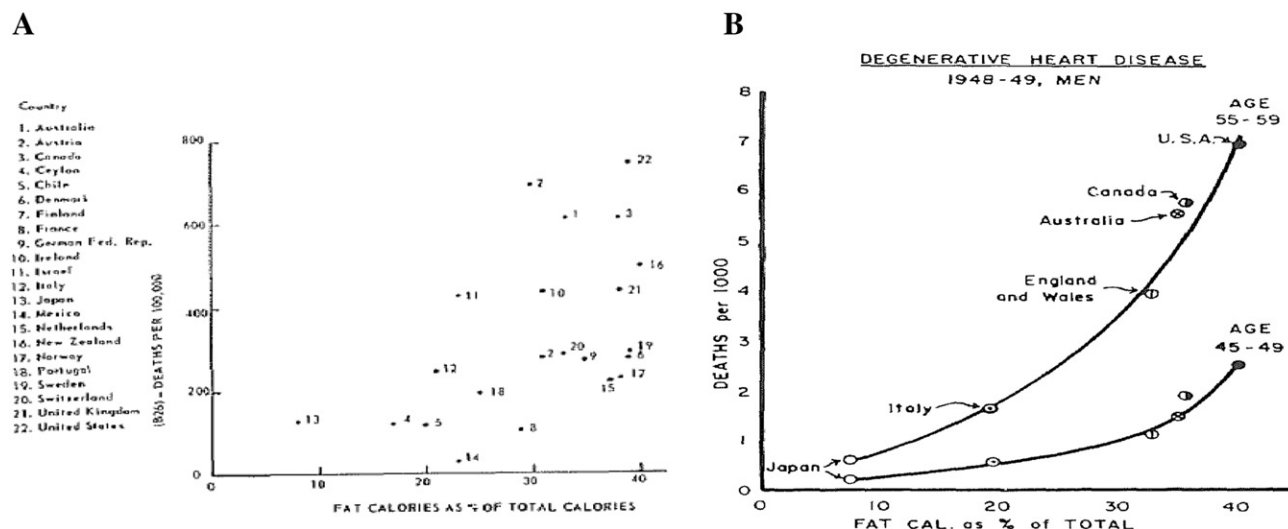 A
Country
1. Australia
2. Austria
3. Canada
4. Ceylon
5. Chile
6. Denmark
7. Finland
8. France
9. German Fed. Rep.
10. Ireland
11. Israel
12. Italy
13. Japan
14. Mexico
15. Netherlands
16. New Zealand
17. Norway
18. Portugal
19. Sweden
20. Switzerland
21. United Kingdom
22. United States
(B26) - DEATHS PER 100,000
800
600
400
200
0
22
2
1
3
16
11
10
21
2
20
9
19
6
12
15
17
18
13
4
5
8
14
0
10
20
30
40
FAT CALORIES AS % OF TOTAL CALORIES
B
DEGENERATIVE HEART DISEASE
1948-49, MEN
DEATHS per 1000
8
7
6
5
4
3
2
1
0
AGE
55-59
U.S.A.
Canada
Australia
England
and Wales
AGE
45-49
Italy
Japan
0
10
20
30
40
FAT CAL. as % OF TOTAL